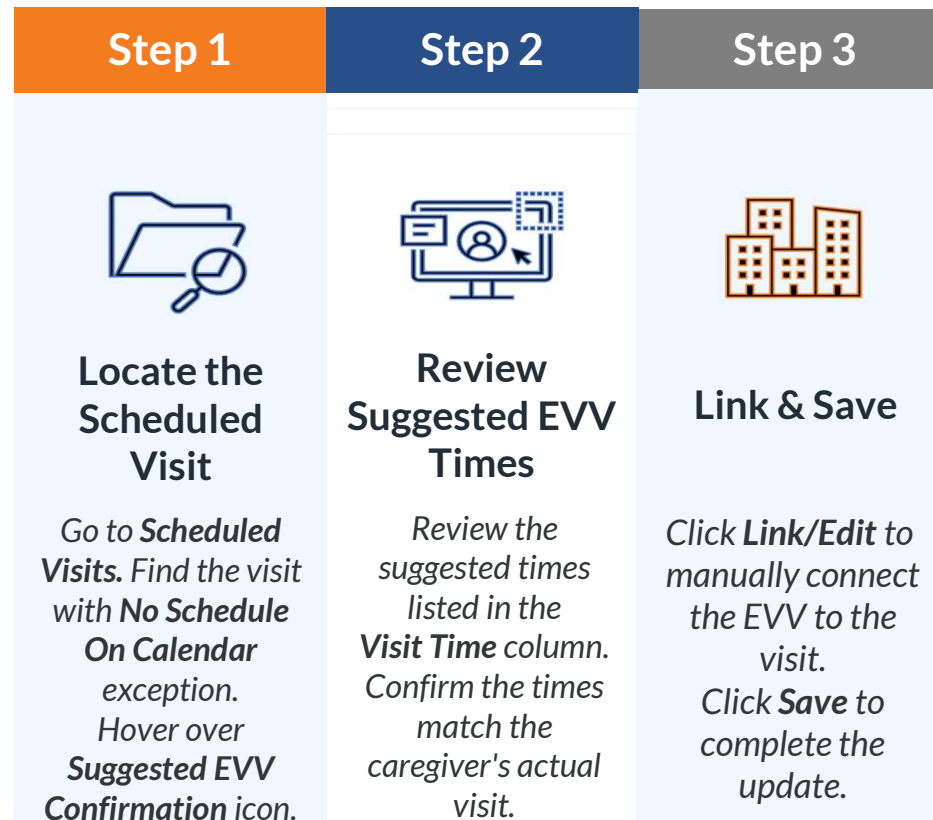 Step 1
Locate the
Scheduled
Visit
Go to Scheduled
Visits. Find the visit
with No Schedule
On Calendar
exception.
Hover over
Suggested EVV
Confirmation icon.
Step 2
Review
Suggested EVV
Times
Review the
suggested times
listed in the
Visit Time column.
Confirm the times
match the
caregiver's actual
visit.
Step 3
Link & Save
Click Link/Edit to
manually connect
the EVV to the
visit.
Click Save to
complete the
update.